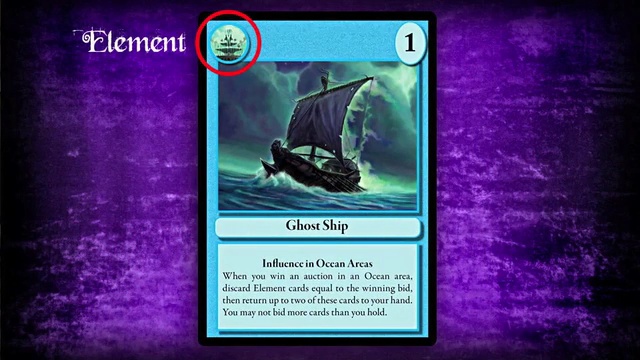 Element
1
Ghost Ship
Influence in Ocean Areas
When you win an auction in an Ocean area,
discard Element cards equal to the winning bid,
then return up to two of these cards to your hand.
You may not bid more cards than you hold.